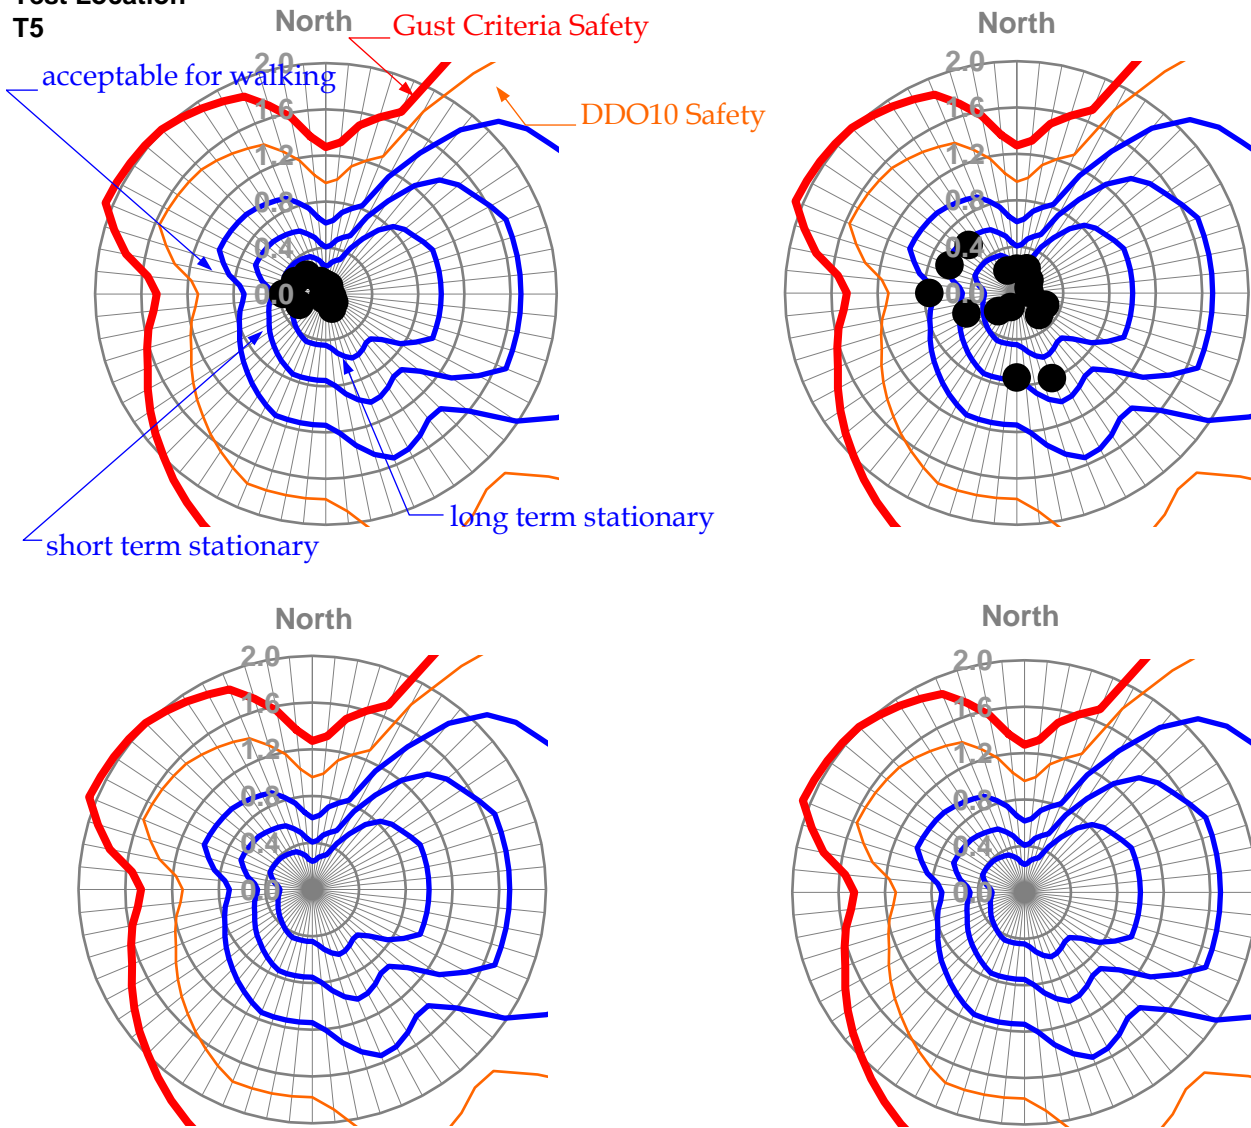 Test Location
T5
North
Gust Criteria Safety
North
acceptable for walking
2.0
2.0
1.6
1.6
DDO10 Safety
1.2
1.2
0.8
0.8
0.4
0.4
0.0
0.0
long term stationary
short term stationary
North
North
2.0
2.0
1.6
1.6
1.2
1.2
0.8
0.8
0.4
0.4
0.0
0.0